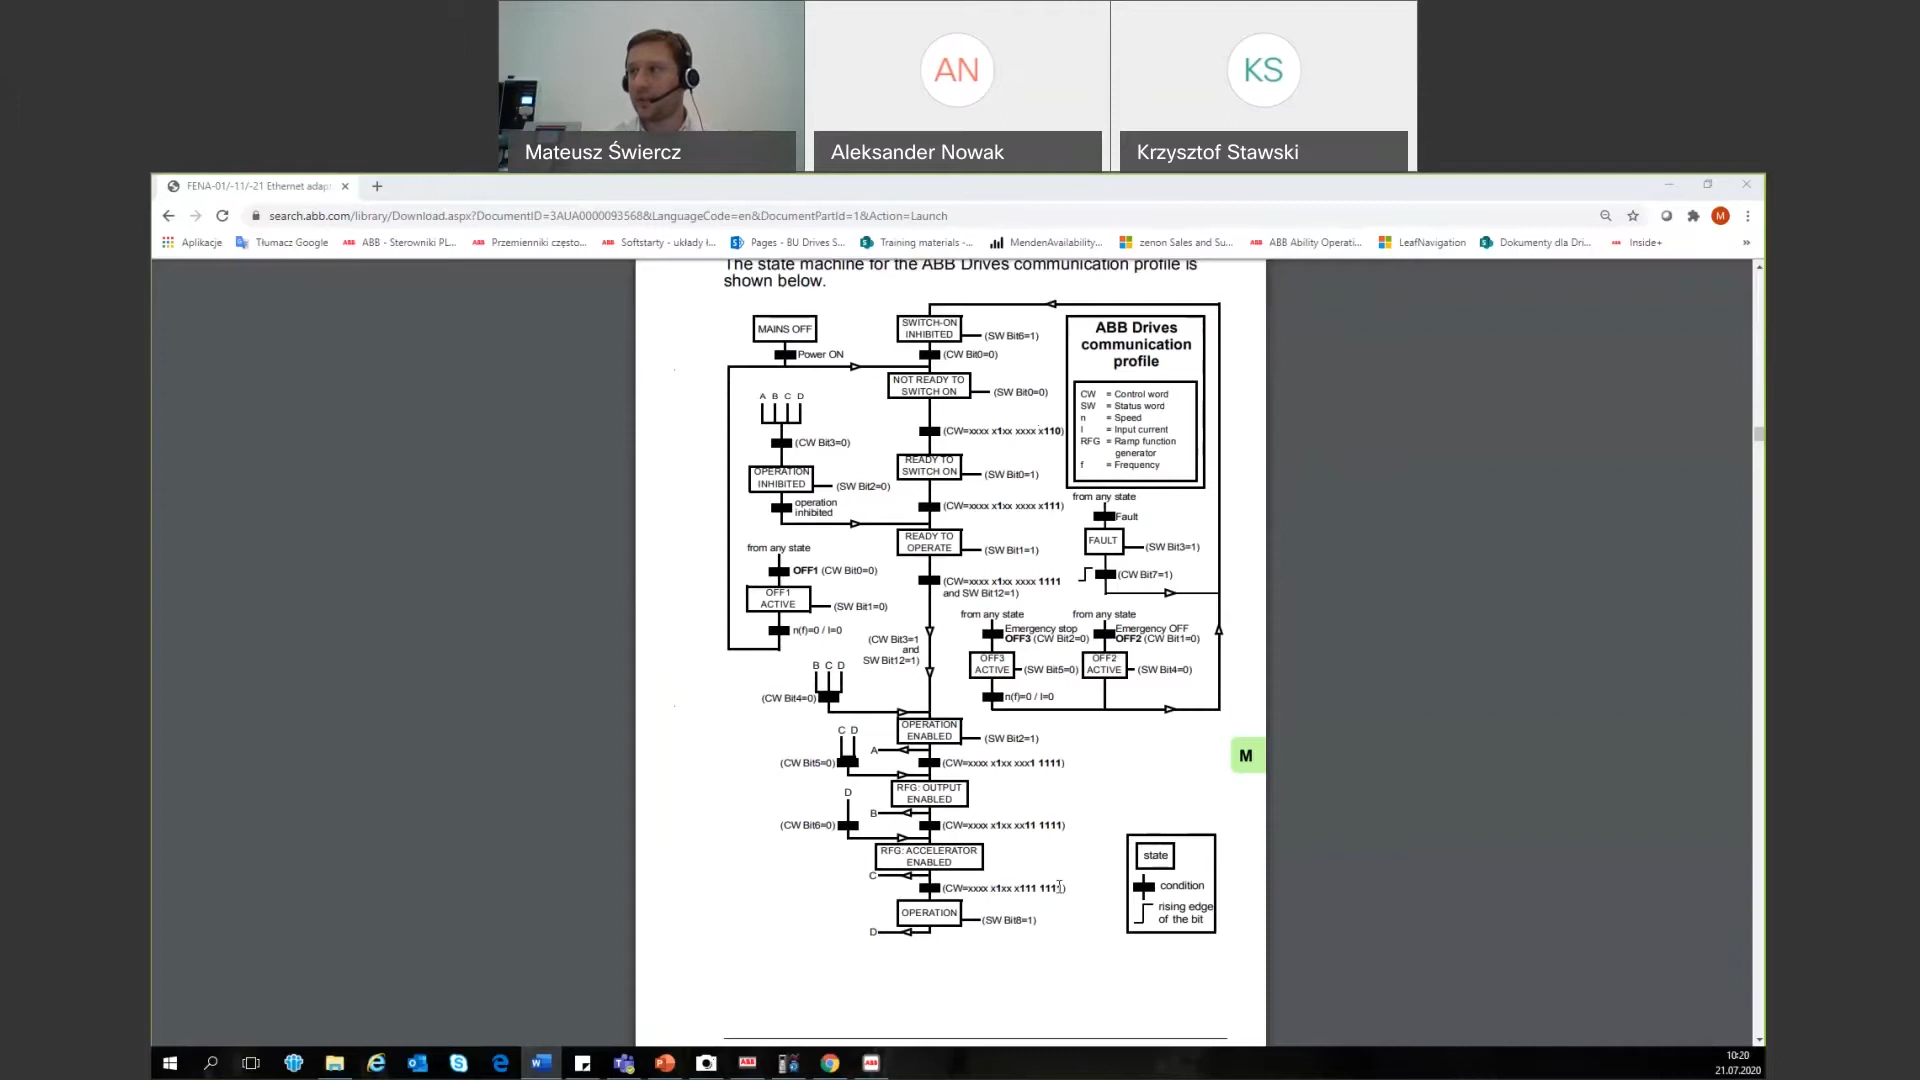 AN
KS
Mateusz Świercz
Aleksander Nowak
Krzysztof Stawski
FENA-01/-11/-21 Ethernet adap
search.abb.com/library/Download.aspx?DocumentID=3AUA0000093568&LanguageCode=en&DocumentPartId=1&Action=Launch
M
Aplikacje
Tłumacz Google
ABB - Sterowniki PL...
Przemienniki często...
Softstarty - układy ł...
Pages - BU Drives S...
Training materials -...
MendenAvailability...
zenon Sales and Su...
ABB Ability Operati...
LeafNavigation
Dokumenty dla Dri...
Inside+
The state machine for the ABB Drives communication profile is
shown below.
MAINS OFF
Power ON
SWITCH-ON
INHIBITED
(SW Bit6=1)
(CW Bit0=0)
NOT READY TO
SWITCH ON
(SW Bit0=0)
(CW=xxxx x1xx xxxx x110)
READY TO
SWITCH ON
(SW Bit0=1)
(CW=xxxx x1xx xxxx x111)
READY TO
OPERATE
(SW Bit1=1)
(CW=xxxx x1xx xxxx 1111
and SW Bit12=1)
ABB Drives
communication
profile
CW = Control word
SW = Status word
n = Speed
I = Input current
RFG = Ramp function
generator
f = Frequency
A B C D
(CW Bit3=0)
OPERATION
INHIBITED
(SW Bit2=0)
operation
inhibited
from any state
OFF1 (CW Bit0=0)
OFF1
ACTIVE
(SW Bit1=0)
n(f)=0 / I=0
from any state
Fault
FAULT
(SW Bit3=1)
(CW Bit7=1)
from any state
Emergency stop
OFF3 (CW Bit2=0)
OFF3
ACTIVE
(SW Bit5=0)
n(f)=0 / I=0
from any state
Emergency OFF
OFF2 (CW Bit1=0)
OFF2
ACTIVE
(SW Bit4=0)
(CW Bit3=1
and
SW Bit12=1)
B C D
(CW Bit4=0)
OPERATION
ENABLED
(SW Bit2=1)
C D
A
(CW Bit5=0)
(CW=xxxx x1xx xxx1 1111)
RFG: OUTPUT
ENABLED
D
B
(CW Bit6=0)
(CW=xxxx x1xx xx11 1111)
RFG: ACCELERATOR
ENABLED
C
(CW=xxxx x1xx x111 111)
OPERATION
(SW Bit8=1)
D
M
state
condition
rising edge
of the bit
10:20
21.07.2020